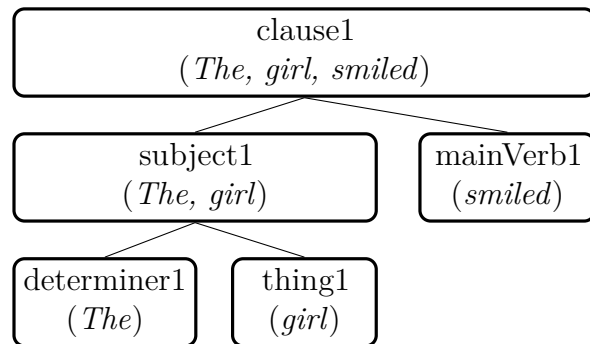 clause1
(The, girl, smiled)
subject1
(The, girl)
mainVerb1
(smiled)
determiner1
(The)
thing1
(girl)